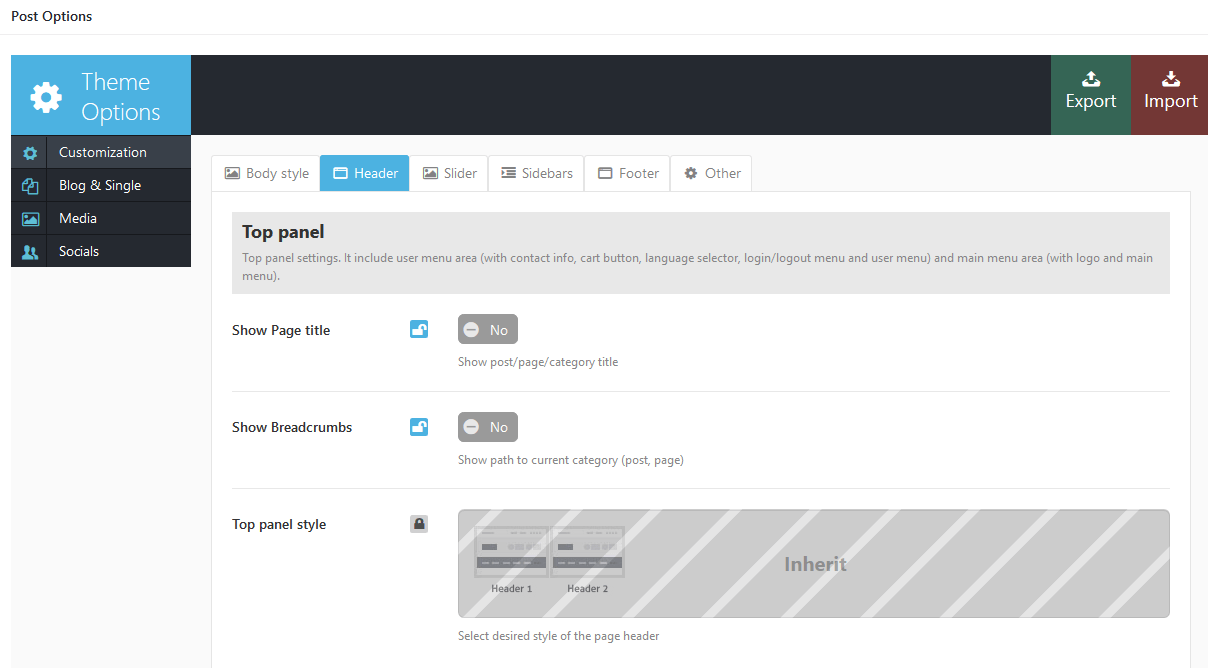 Post Options
Theme
Options
Export
Import
Customization
Blog & Single
Media
Socials
Body style
Header
Slider
Sidebars
Footer
Other
Top panel
Top panel settings. It include user menu area (with contact info, cart button, language selector, login/logout menu and user menu) and main menu area (with logo and main
menu).
Show Page title
No
Show post/page/category title
Show Breadcrumbs
No
Show path to current category (post, page)
Top panel style
Header 1
Header 2
Inherit
Select desired style of the page header